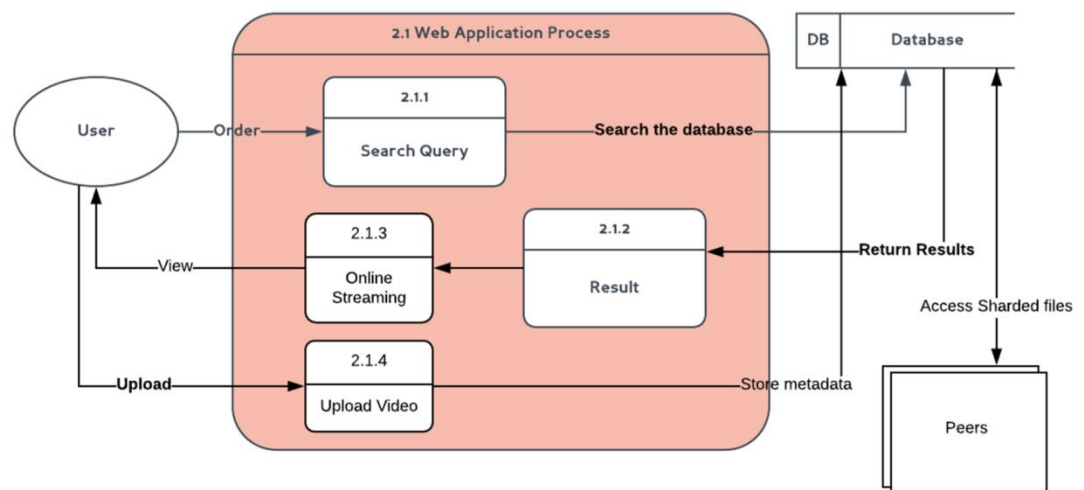 2.1 Web Application Process
DB
Database
2.1.1
User
Order
Search the database
Search Query
2.1.3
2.1.2
Return Results
View
Online
Streaming
Result
Access Sharded files
2.1.4
Upload
Store metadata
Upload Video
Peers